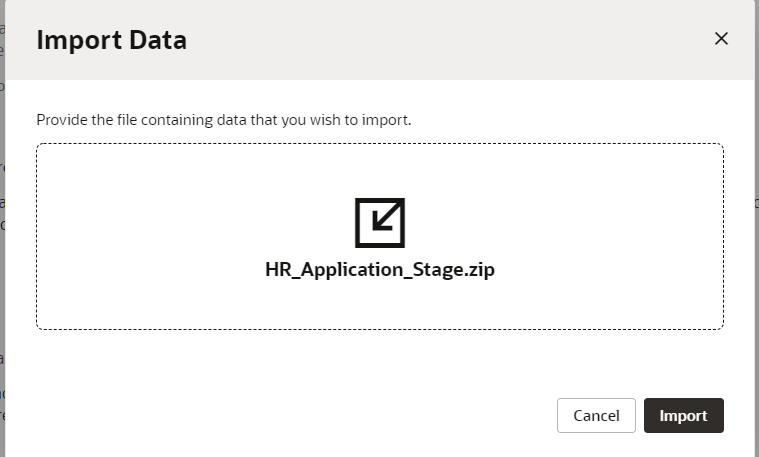 Import Data
Provide the file containing data that you wish to import.
HR_Application_Stage.zip
Cancel
Import